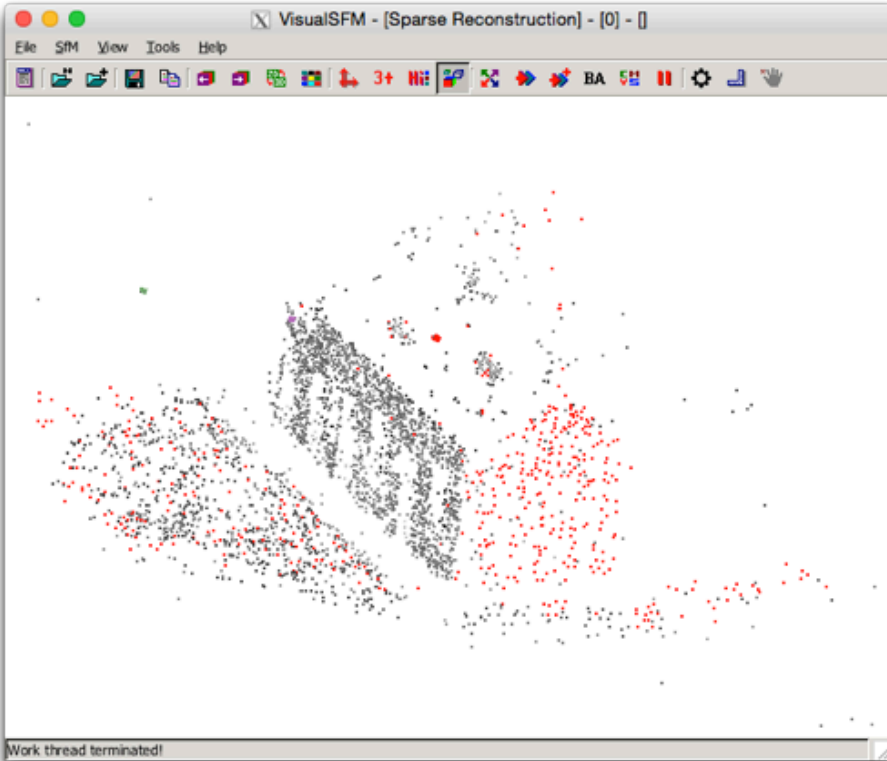 X VisualSFM - [Sparse Reconstruction] - [0] - []
File SfM View Tools Help
3+ BA
Work thread terminated!